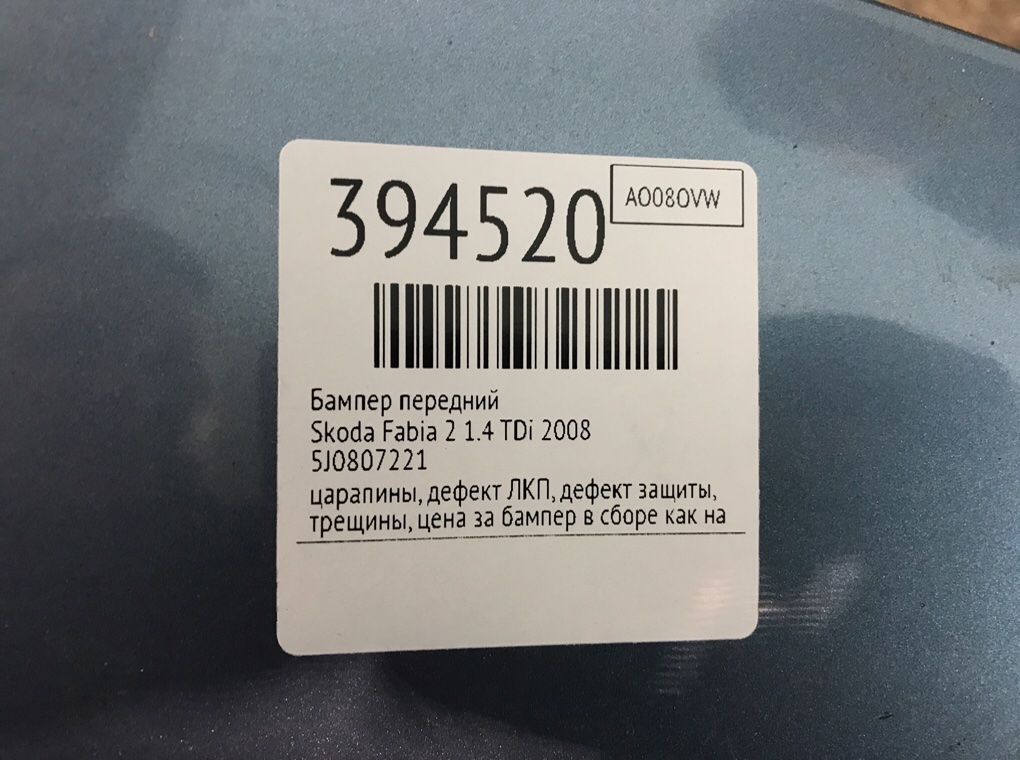 394520
A008OVW
Бампер передний
Skoda Fabia 2 1.4 TDi 2008
5J0807221
царапины, дефект ЛКП, дефект защиты,
трещины, цена за бампер в сборе как на